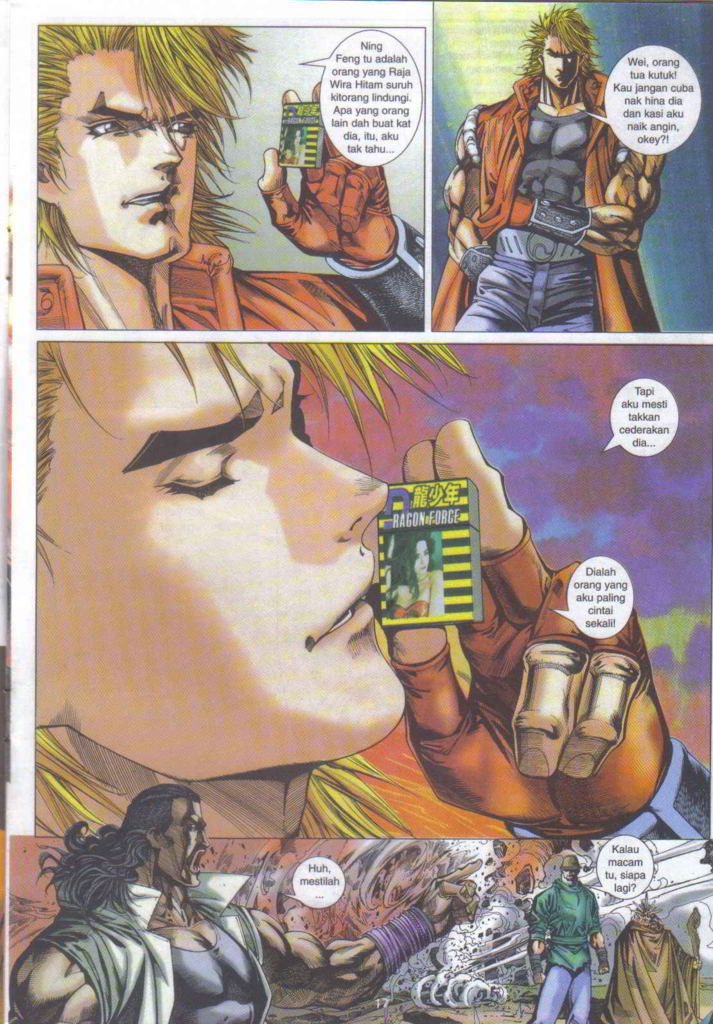 Ning
Feng tu adalah
orang yang Raja
Wira Hitam suruh
kitorang lindungi.
Apa yang orang
lain dah buat kat
dia, itu, aku
tak tahu...
Wei, orang
tua kutuk!
Kau jangan cuba
nak hina dia
dan kasi aku
naik angin,
okey?!
Tapi
aku mesti
takkan
cederakan
dia...
龍少年
DRAGON FORCE
Dialah
orang yang
aku paling
cintai
sekali!
Huh,
mestilah
...
Kalau
macam
tu, siapa
lagi?
17